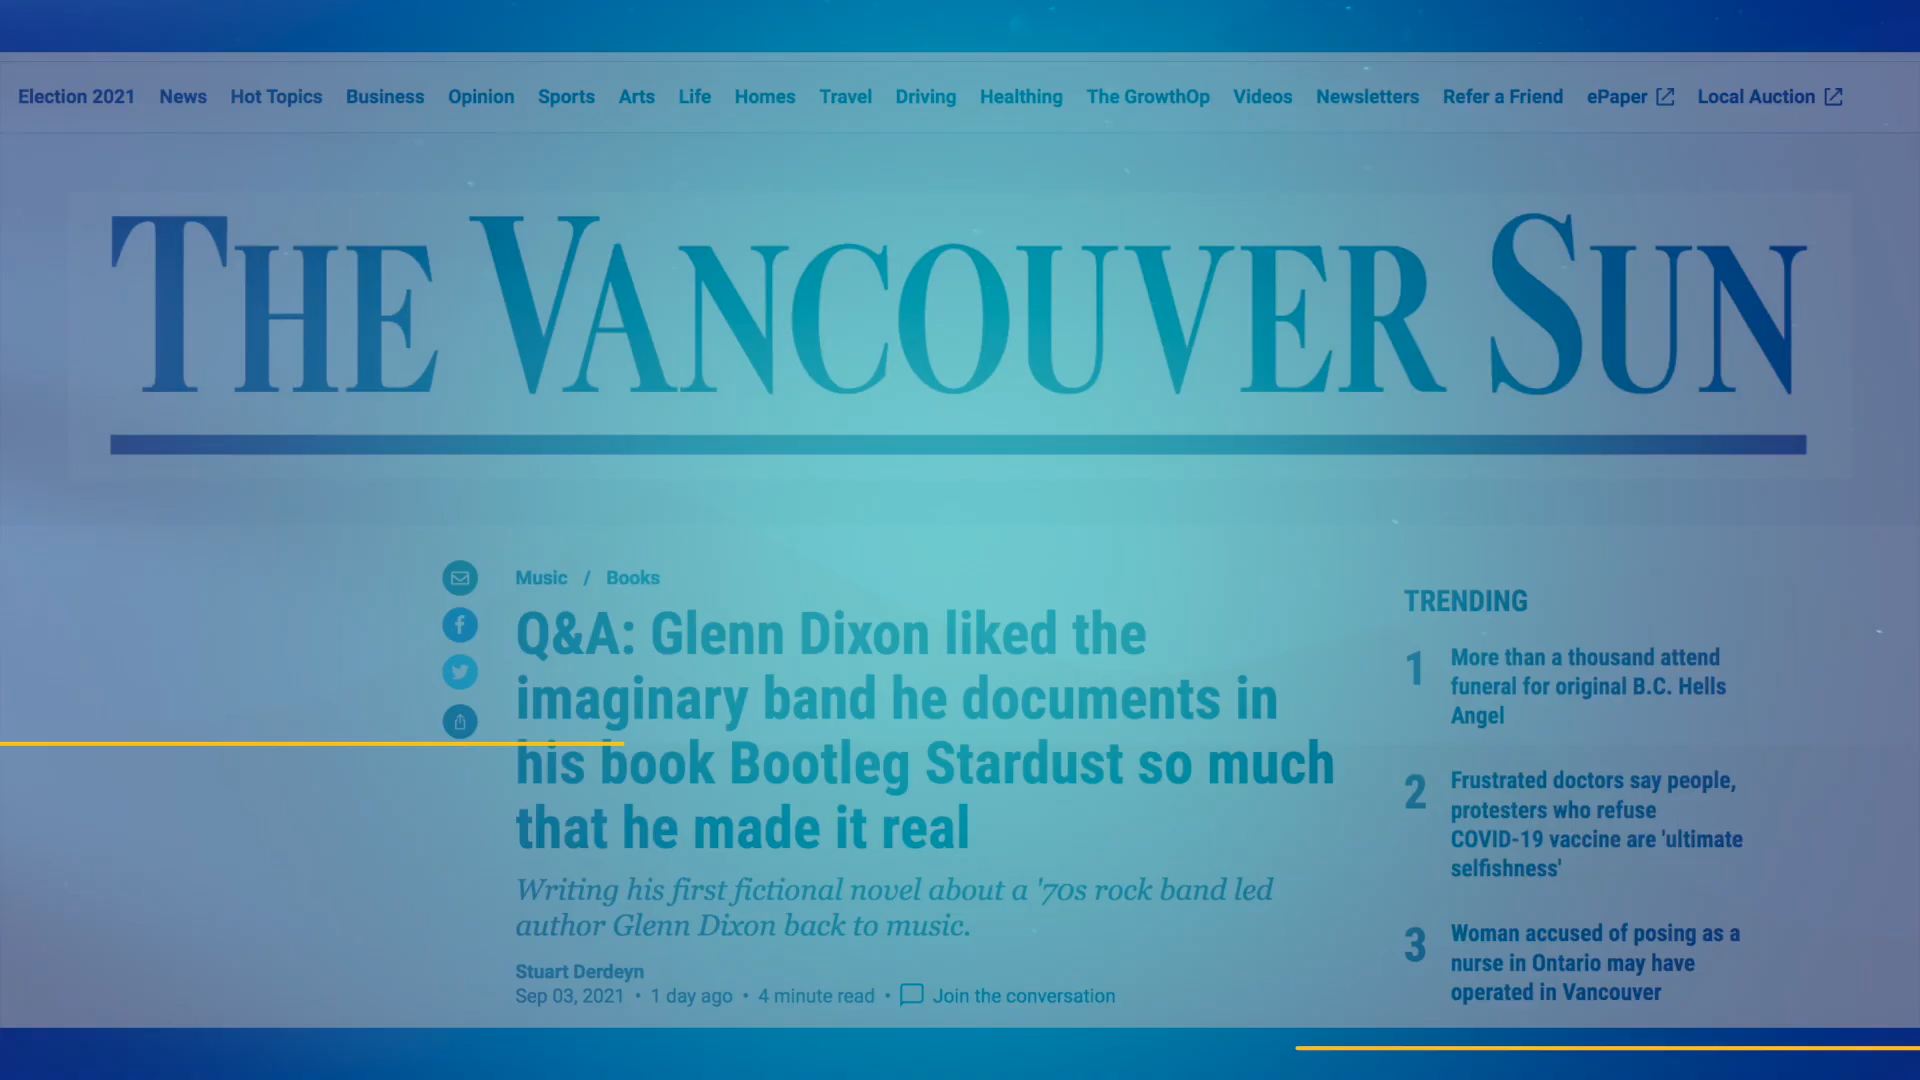 Election 2021 News Hot Topics Business Opinion Sports Arts Life Homes Travel Driving Healthing The GrowthOp Videos Newsletters Refer a Friend ePaper Local Auction
THE VANCOUVER SUN
Music / Books
Q&A: Glenn Dixon liked the
imaginary band he documents in
his book Bootleg Stardust so much
that he made it real
Writing his first fictional novel about a '70s rock band led
author Glenn Dixon back to music.
Stuart Derdeyn
Sep 03, 2021 • 1 day ago • 4 minute read • Join the conversation
TRENDING
1 More than a thousand attend
funeral for original B.C. Hells
Angel
2 Frustrated doctors say people,
protesters who refuse
COVID-19 vaccine are 'ultimate
selfishness'
3 Woman accused of posing as a
nurse in Ontario may have
operated in Vancouver